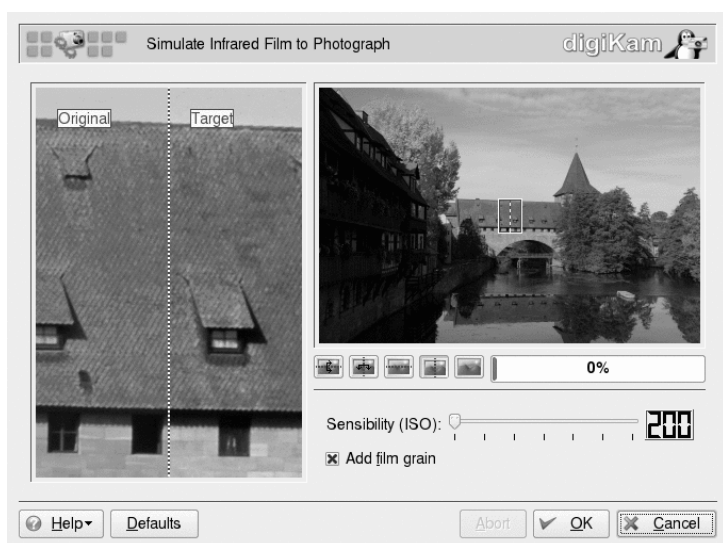 Simulate Infrared Film to Photograph
digiKam
Original
Target
0%
Sensibility (ISO):
200
Add film grain
Help
Defaults
Abort
OK
Cancel